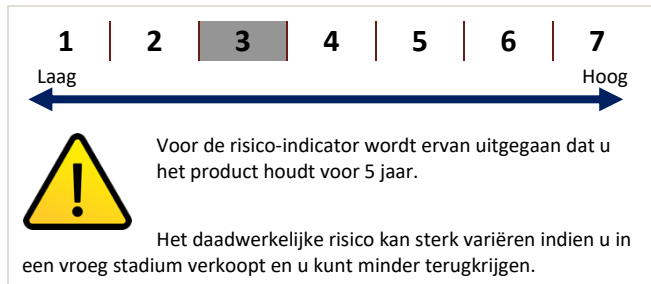 1 2 3 4 5 6 7
Laag Hoog
Voor de risico-indicator wordt ervan uitgegaan dat u
het product houdt voor 5 jaar.
Het daadwerkelijke risico kan sterk variëren indien u in
een vroeg stadium verkoopt en u kunt minder terugkrijgen.